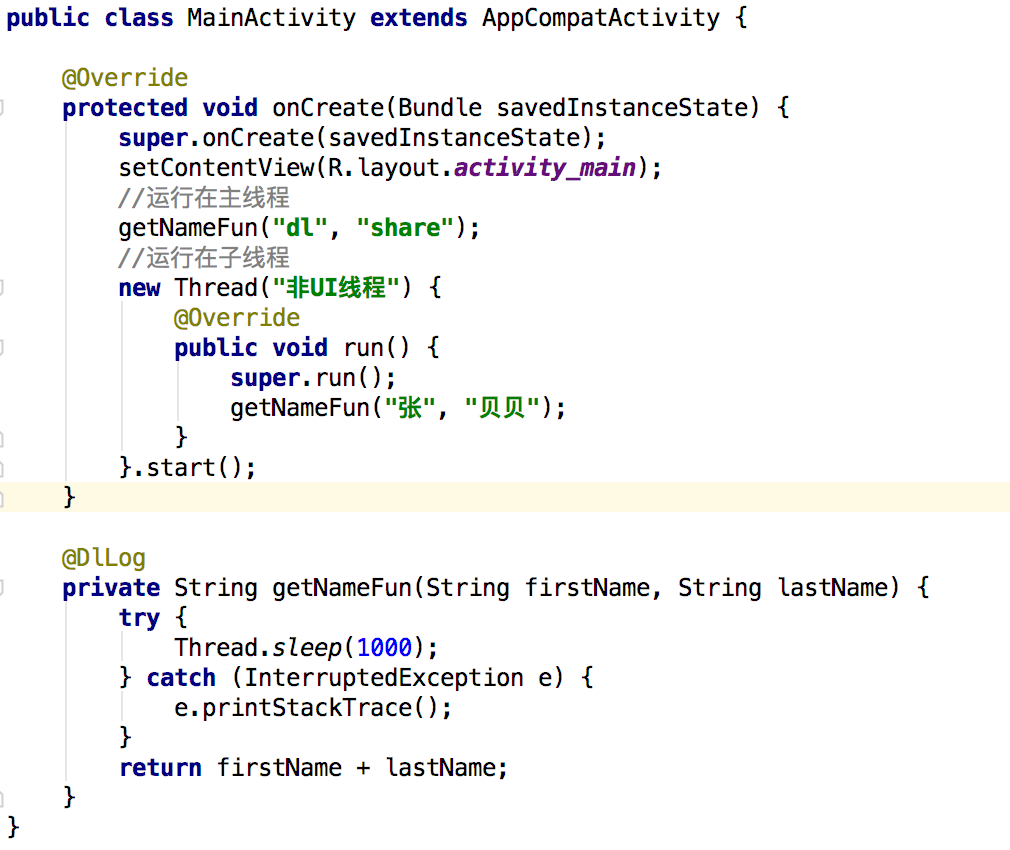 public class MainActivity extends AppCompatActivity {
@Override
protected void onCreate(Bundle savedInstanceState) {
super.onCreate(savedInstanceState);
setContentView(R.layout.activity_main);
//运行在主线程
getNameFun("dl", "share");
//运行在子线程
new Thread("非UI线程") {
@Override
public void run() {
super.run();
getNameFun("张", "贝贝");
}
}.start();
}
@DlLog
private String getNameFun(String firstName, String lastName) {
try {
Thread.sleep(1000);
} catch (InterruptedException e) {
e.printStackTrace();
}
return firstName + lastName;
}
}